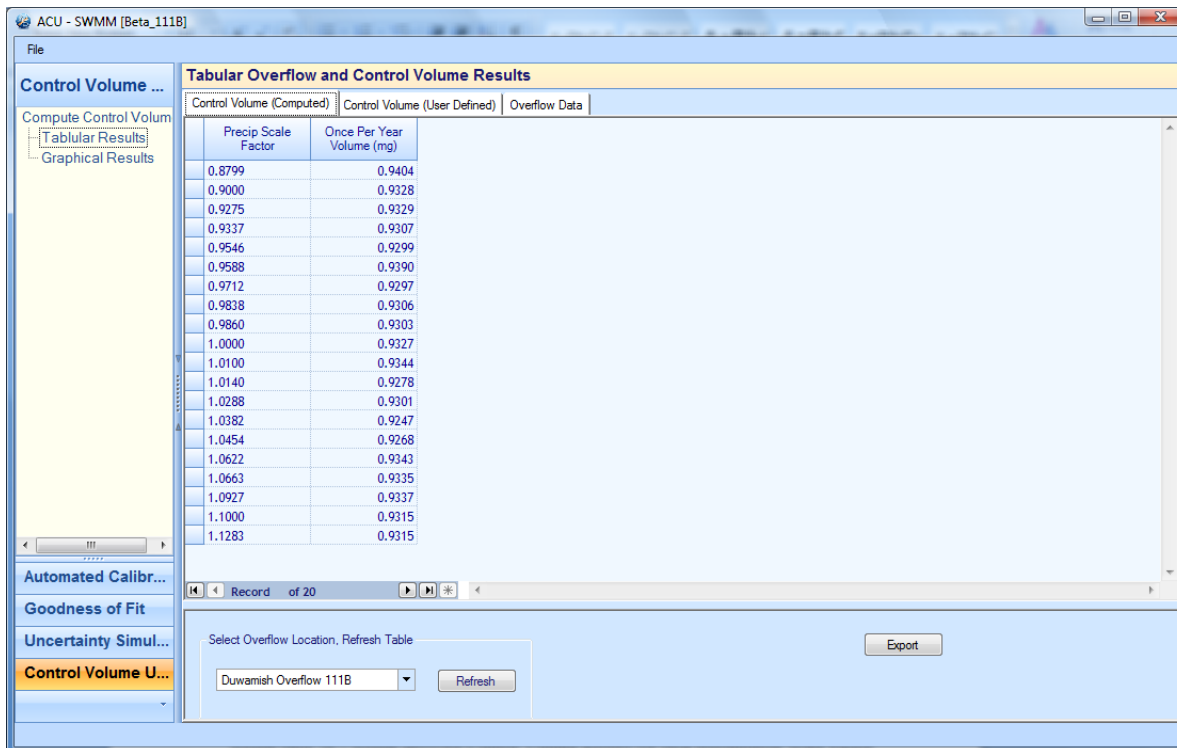 ACU - SWMM [Beta_111B]
File
Control Volume ...
Compute Control Volum
Tablular Results
Graphical Results
Automated Calibr...
Goodness of Fit
Uncertainty Simul...
Control Volume U...
Tabular Overflow and Control Volume Results
Control Volume (Computed) Control Volume (User Defined) Overflow Data
Precip Scale Factor Once Per Year Volume (mg)
0.8799 0.9404
0.9000 0.9328
0.9275 0.9329
0.9337 0.9307
0.9546 0.9299
0.9588 0.9390
0.9712 0.9297
0.9838 0.9306
0.9860 0.9303
1.0000 0.9327
1.0100 0.9344
1.0140 0.9278
1.0288 0.9301
1.0382 0.9247
1.0454 0.9268
1.0622 0.9343
1.0663 0.9335
1.0927 0.9337
1.1000 0.9315
1.1283 0.9315
Record of 20
Select Overflow Location, Refresh Table
Duwamish Overflow 111B Refresh
Export